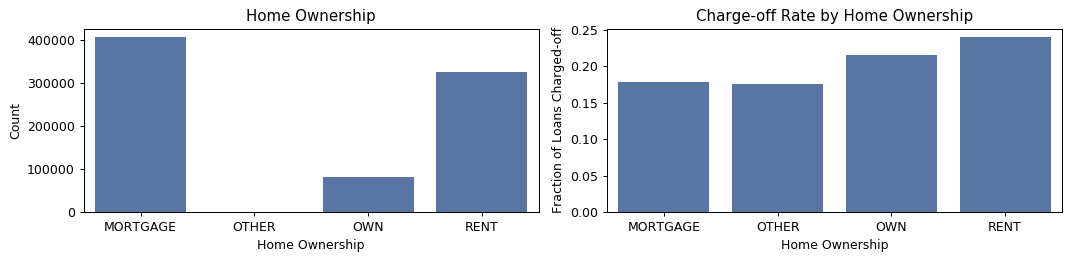 Home Ownership
400000
300000
200000
100000
0
Count
MORTGAGE OTHER OWN RENT
Home Ownership
Charge-off Rate by Home Ownership
0.25
0.20
0.15
0.10
0.05
0.00
Fraction of Loans Charged-off
MORTGAGE OTHER OWN RENT
Home Ownership